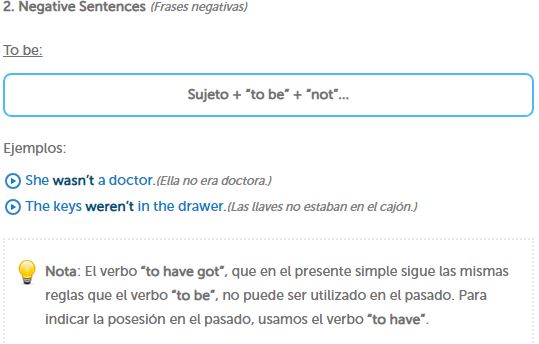 2. Negative Sentences (Frases negativas)
To be:
Sujeto + “to be” + “not”…
Ejemplos:
She wasn’t a doctor.(Ella no era doctora.)
The keys weren’t in the drawer.(Las llaves no estaban en el cajón.)
Nota: El verbo “to have got”, que en el presente simple sigue las mismas
reglas que el verbo “to be”, no puede ser utilizado en el pasado. Para
indicar la posesión en el pasado, usamos el verbo “to have”.